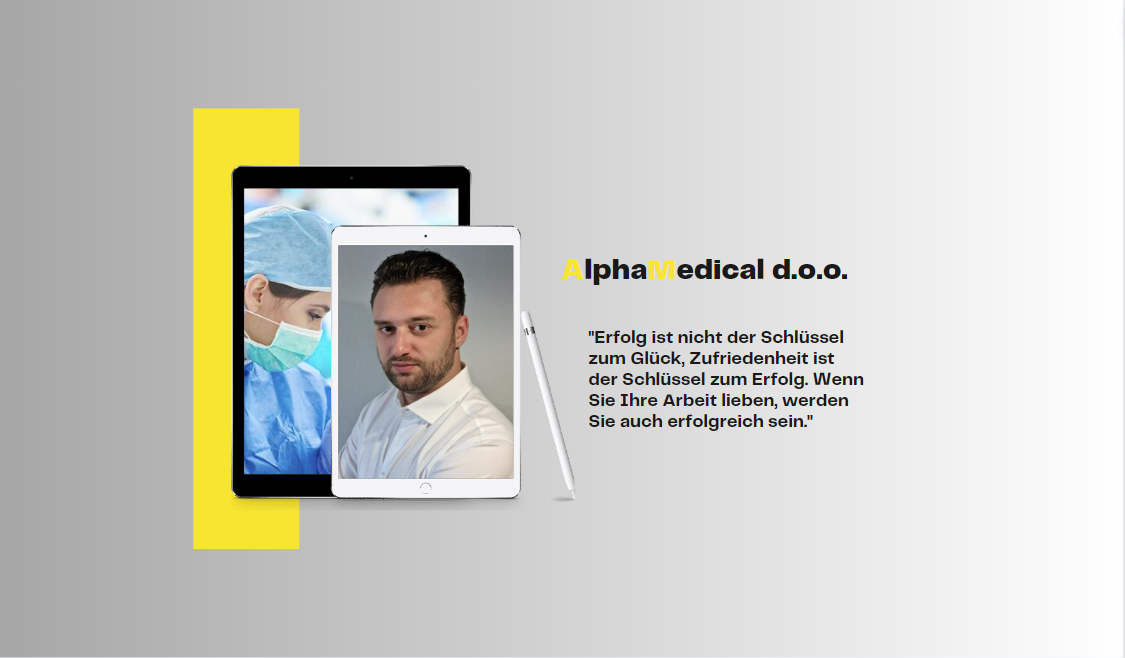 AlphaMedical d.o.o.
"Erfolg ist nicht der Schlüssel
zum Glück, Zufriedenheit ist
der Schlüssel zum Erfolg. Wenn
Sie Ihre Arbeit lieben, werden
Sie auch erfolgreich sein."